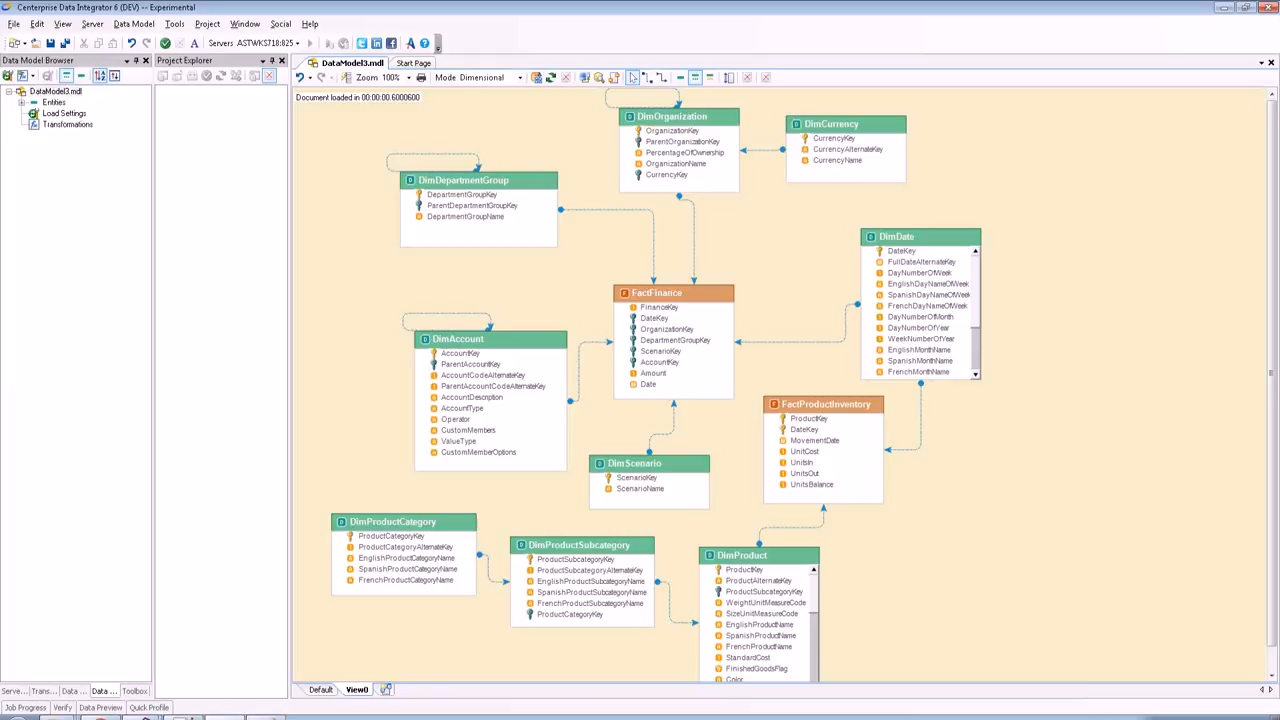 Centerprise Data Integrator 6 (DEV) -- Experimental
File Edit View Server Data Model Tools Project Window Social Help
Servers ASTWKS718:825
Data Model Browser
Project Explorer
DataModel3.mdl Start Page
Zoom 100% Mode Dimensional
DataModel3.mdl
Entities
Load Settings
Transformations
Document loaded in 00:00:00.6000600
DimOrganization
OrganizationKey
ParentOrganizationKey
PercentageOfOwnership
OrganizationName
CurrencyKey
DimCurrency
CurrencyKey
CurrencyAlternateKey
CurrencyName
DimDepartmentGroup
DepartmentGroupKey
ParentDepartmentGroupKey
DepartmentGroupName
DimDate
DateKey
FullDateAlternateKey
DayNumberOfWeek
EnglishDayNameOfWeek
SpanishDayNameOfWeek
FrenchDayNameOfWeek
DayNumberOfMonth
DayNumberOfYear
WeekNumberOfYear
EnglishMonthName
SpanishMonthName
FrenchMonthName
FactFinance
FinanceKey
DateKey
OrganizationKey
DepartmentGroupKey
ScenarioKey
AccountKey
Amount
Date
DimAccount
AccountKey
ParentAccountKey
AccountCodeAlternateKey
ParentAccountCodeAlternateKey
AccountDescription
AccountType
Operator
CustomMembers
ValueType
CustomMemberOptions
FactProductInventory
ProductKey
DateKey
MovementDate
UnitCost
UnitsIn
UnitsOut
UnitsBalance
DimScenario
ScenarioKey
ScenarioName
DimProductCategory
ProductCategoryKey
ProductCategoryAlternateKey
EnglishProductCategoryName
SpanishProductCategoryName
FrenchProductCategoryName
DimProductSubcategory
ProductSubcategoryKey
ProductSubcategoryAlternateKey
EnglishProductSubcategoryName
SpanishProductSubcategoryName
FrenchProductSubcategoryName
ProductCategoryKey
DimProduct
ProductKey
ProductAlternateKey
ProductSubcategoryKey
WeightUnitMeasureCode
SizeUnitMeasureCode
EnglishProductName
SpanishProductName
FrenchProductName
StandardCost
FinishedGoodsFlag
Color
Serve... Trans... Data ... Data ... Toolbox
Default View0
Job Progress Verify Data Preview Quick Profile